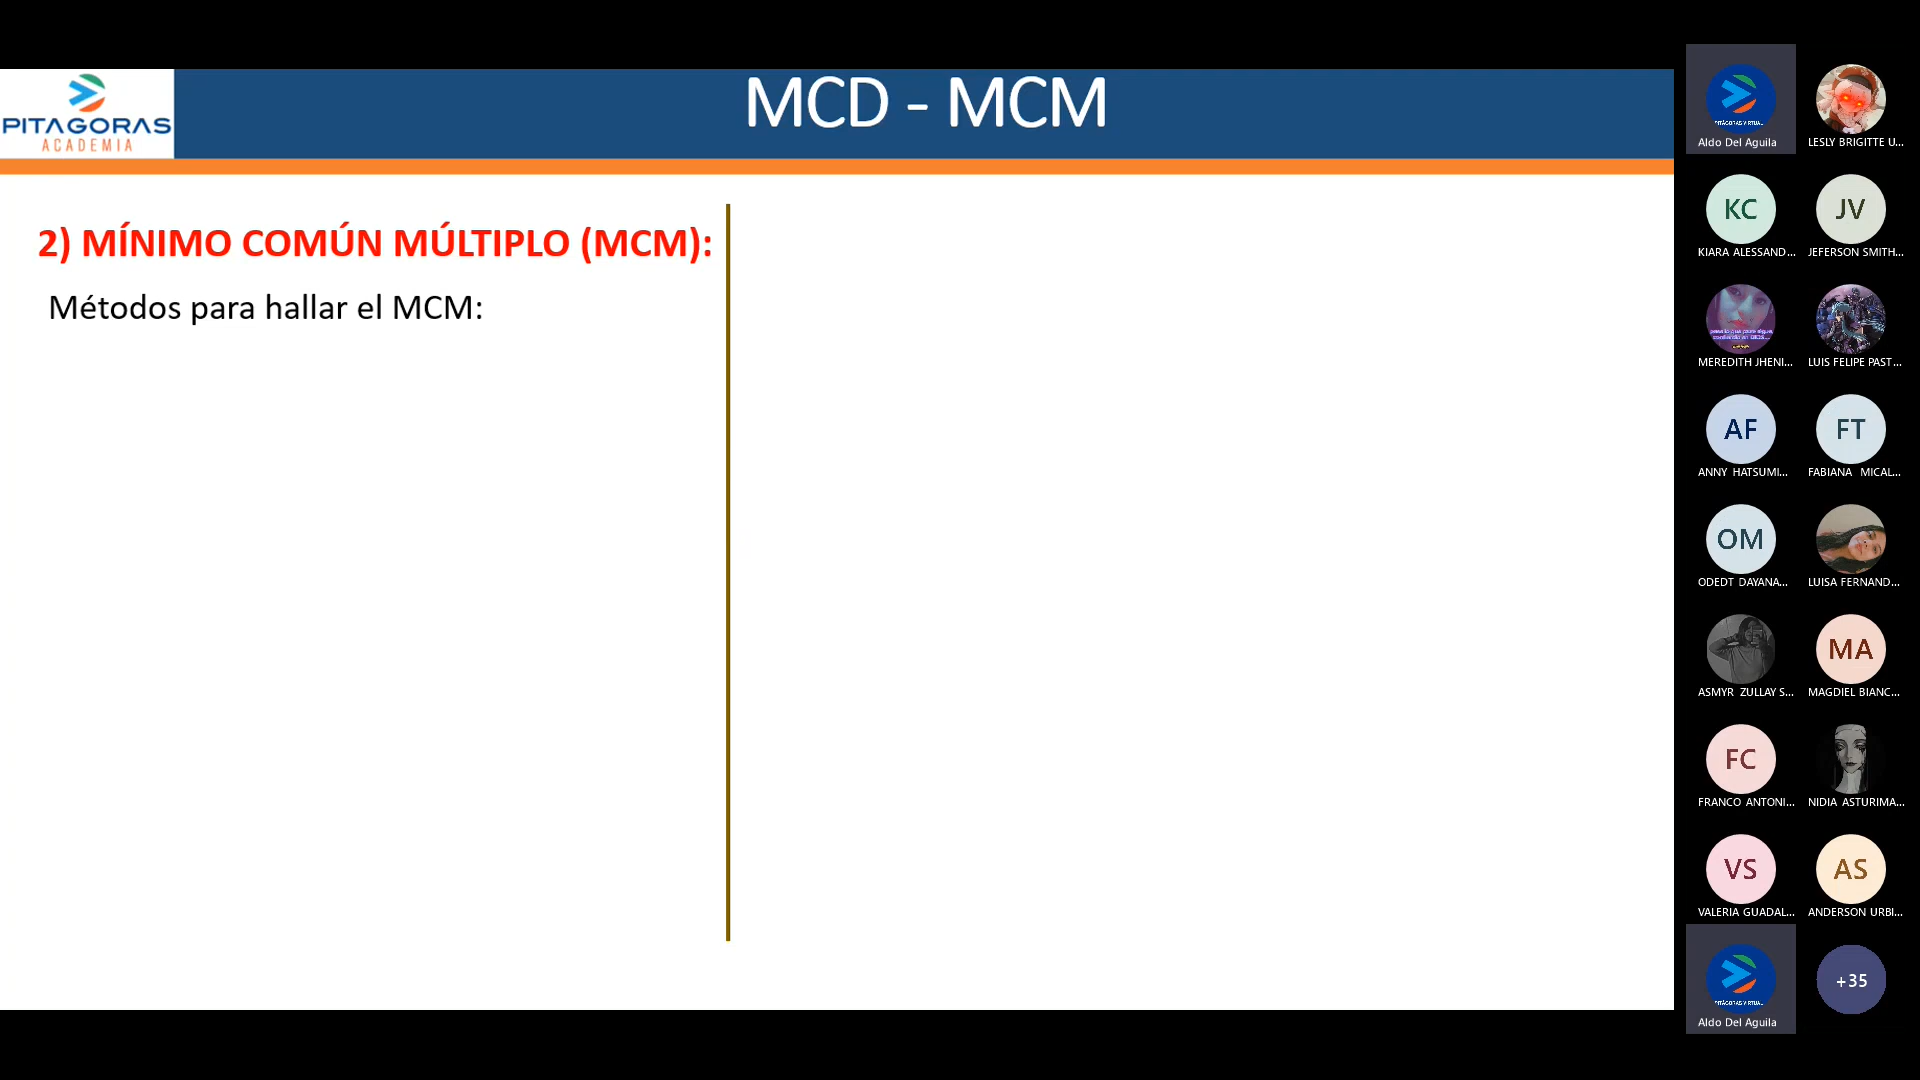 MCD - MCM
PITAGORAS
ACADEMIA
2) MÍNIMO COMÚN MÚLTIPLO (MCM):
Métodos para hallar el MCM:
Aldo Del Aguila
LESLY BRIGITTE U...
KC
KIARA ALESSAND...
JV
JEFERSON SMITH...
MEREDITH JHENI...
LUIS FELIPE PAST...
AF
ANNY HATSUMI...
FT
FABIANA MICAL...
OM
ODEDT DAYANA...
LUISA FERNAND...
ASMYR ZULLAY S...
MA
MAGDIEL BIANC...
FC
FRANCO ANTONI...
NIDIA ASTURIMA...
VS
VALERIA GUADAL...
AS
ANDERSON URBI...
Aldo Del Aguila
+35